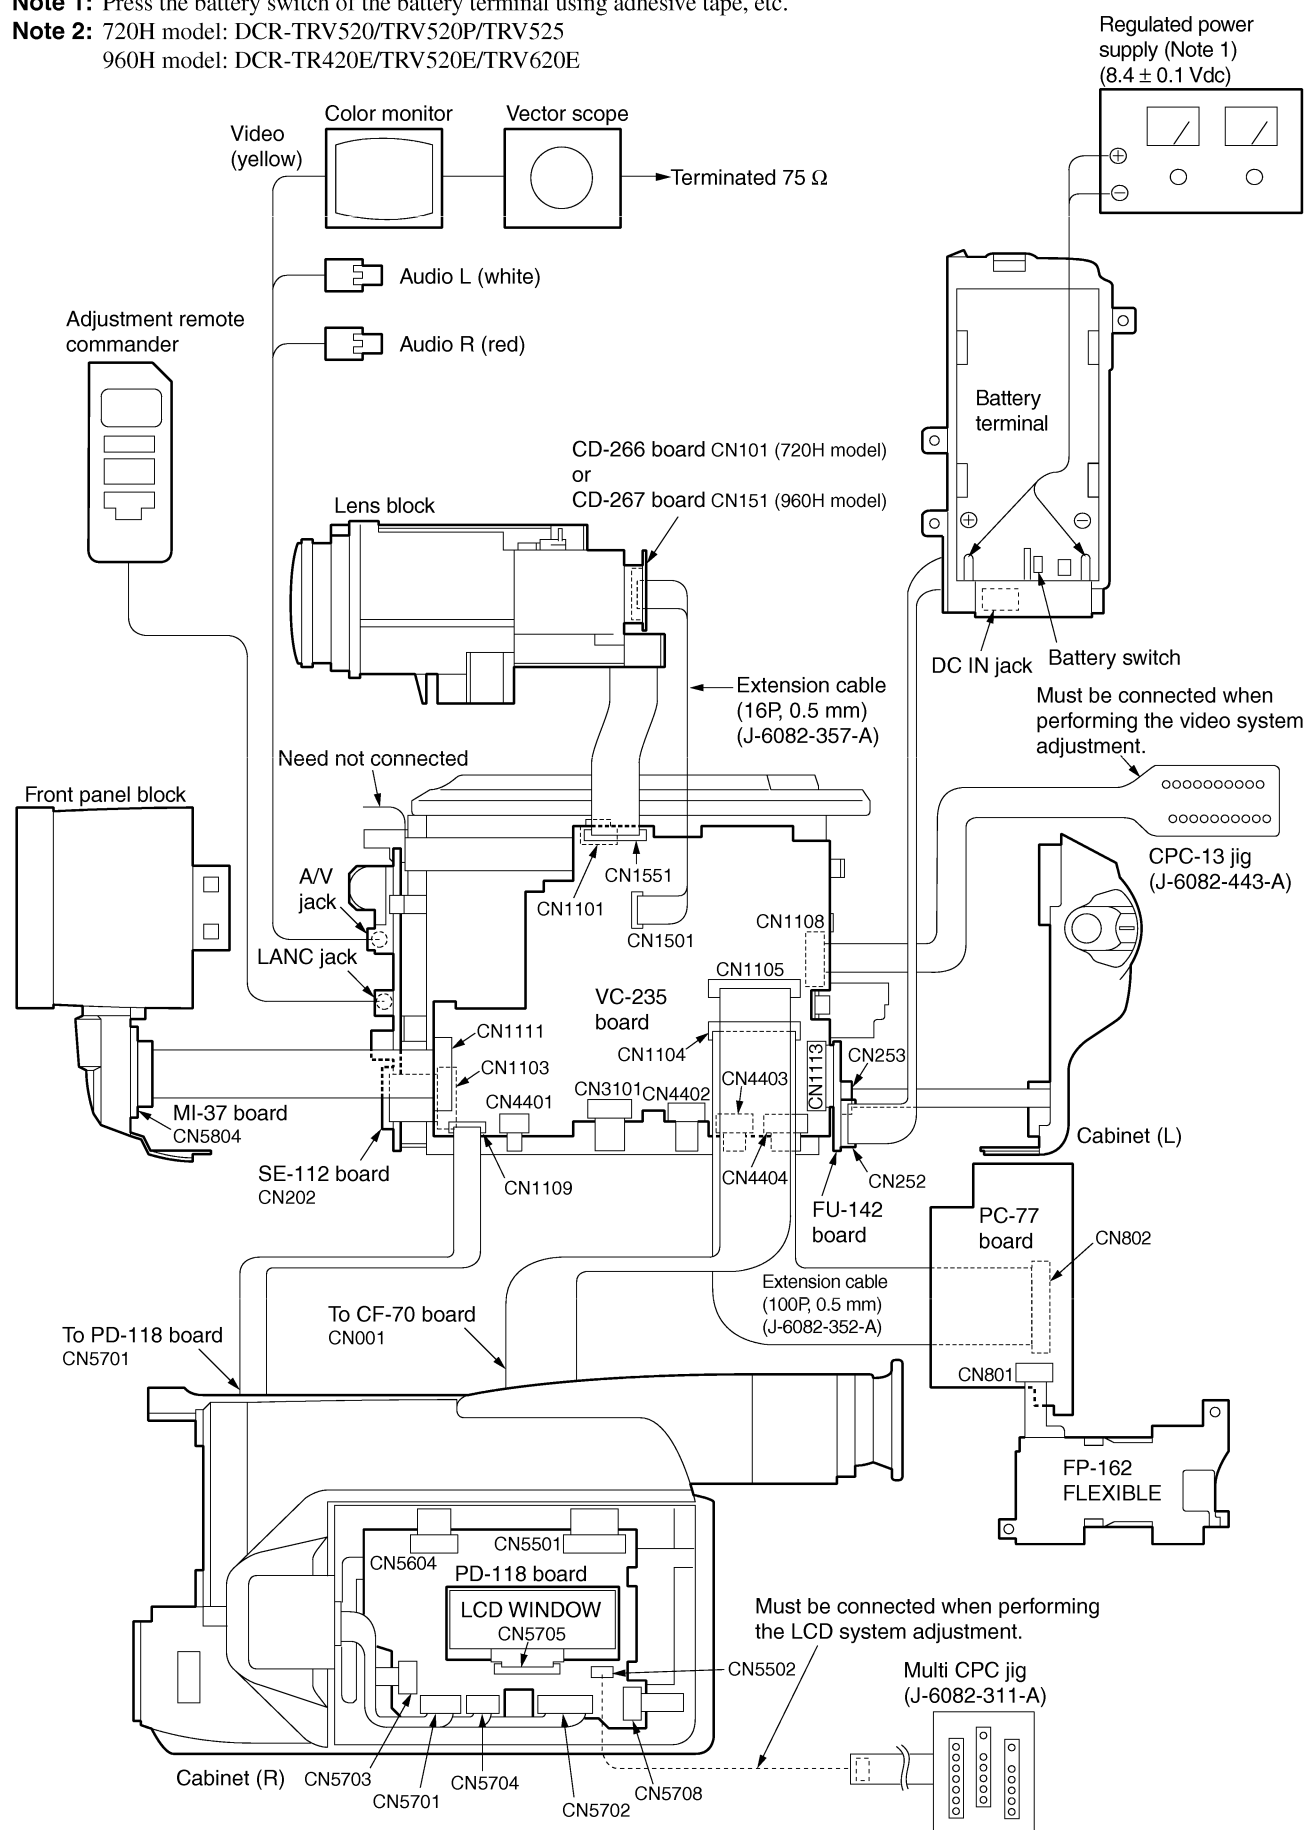 Note 1: Press the battery switch of the battery terminal using adhesive tape, etc.
Note 2: 720H model: DCR-TRV520/TRV520P/TRV525
960H model: DCR-TR420E/TRV520E/TRV620E
Regulated power
supply (Note 1)
(8.4 ± 0.1 Vdc)
Color monitor
Vector scope
Video
(yellow)
Terminated 75 Ω
Audio L (white)
Audio R (red)
Adjustment remote
commander
Battery
terminal
CD-266 board CN101 (720H model)
or
CD-267 board CN151 (960H model)
Lens block
DC IN jack
Battery switch
Extension cable
(16P, 0.5 mm)
(J-6082-357-A)
Must be connected when
performing the video system
adjustment.
Need not connected
Front panel block
CPC-13 jig
(J-6082-443-A)
A/V
jack
CN1551
CN1101
CN1501
CN1108
LANC jack
CN1105
VC-235
board
CN1111
CN1104
CN1103
CN1113
CN253
CN4403
CN3101
CN4402
CN4401
MI-37 board
CN5804
Cabinet (L)
SE-112 board
CN202
CN1109
CN4404
CN252
FU-142
board
PC-77
board
CN802
Extension cable
(100P, 0.5 mm)
(J-6082-352-A)
To CF-70 board
CN001
To PD-118 board
CN5701
CN801
FP-162
FLEXIBLE
CN5604
CN5501
PD-118 board
LCD WINDOW
CN5705
Must be connected when performing
the LCD system adjustment.
CN5502
Multi CPC jig
(J-6082-311-A)
Cabinet (R)
CN5703
CN5701
CN5704
CN5702
CN5708